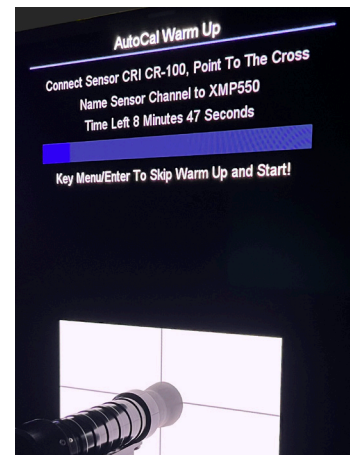 AutoCal Warm Up
Connect Sensor CRI CR-100, Point To The Cross
Name Sensor Channel to XMP550
Time Left 8 Minutes 47 Seconds
Key Menu/Enter To Skip Warm Up and Start!